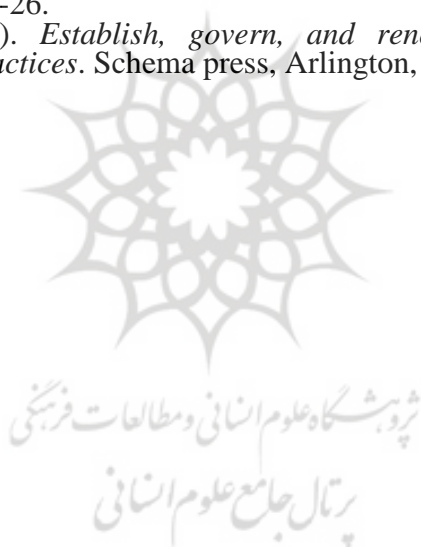 -26.
). Establish, govern, and ren
actices. Schema press, Arlington,
پژوهشگاه علوم انسانی و مطالعات فرهنگی
پرتال جامع علوم انسانی